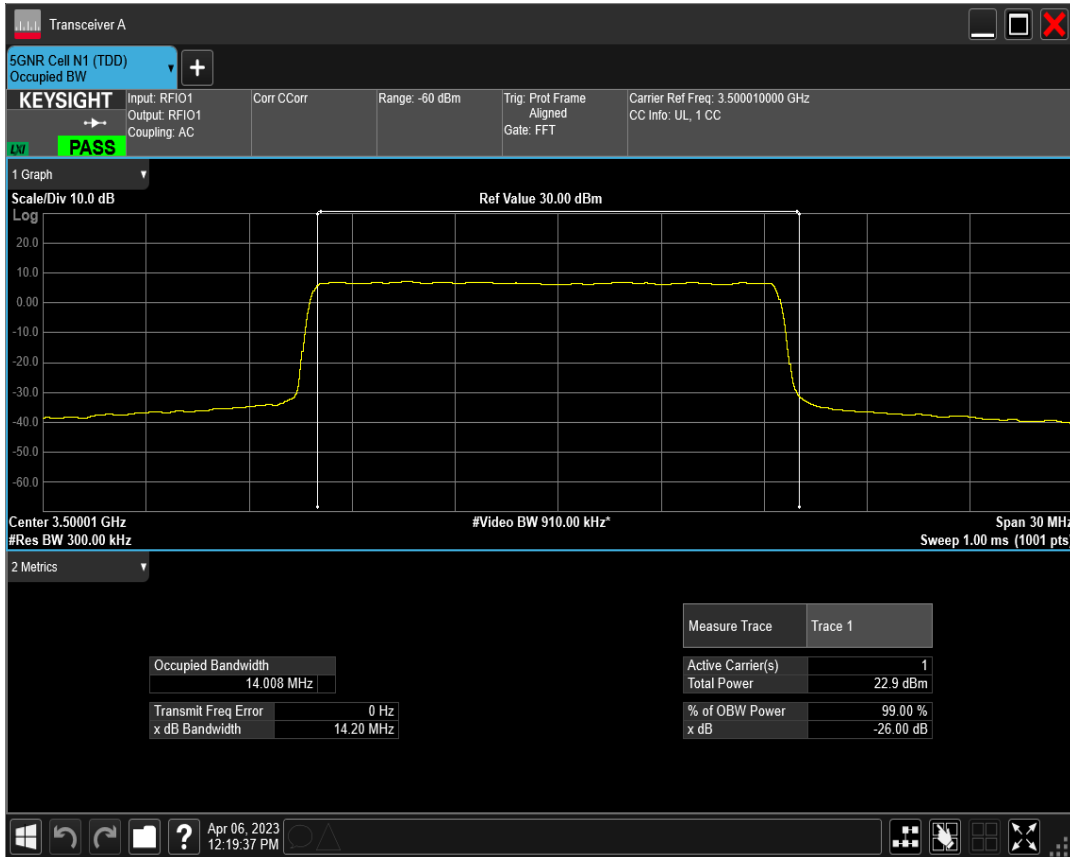 Transceiver A
5GNR Cell N1 (TDD)
Occupied BW
+
KEYSIGHT
LXI
PASS
Input: RFIO1
Output: RFIO1
Coupling: AC
Corr CCorr
Range: -60 dBm
Trig: Prot Frame
Aligned
Gate: FFT
Carrier Ref Freq: 3.500010000 GHz
CC Info: UL, 1 CC
1 Graph
Scale/Div 10.0 dB
Ref Value 30.00 dBm
Log
20.0
10.0
0.00
-10.0
-20.0
-30.0
-40.0
-50.0
-60.0
Center 3.50001 GHz
#Video BW 910.00 kHz*
Span 30 MHz
#Res BW 300.00 kHz
Sweep 1.00 ms (1001 pts)
2 Metrics
Measure Trace Trace 1
Occupied Bandwidth
14.008 MHz
Active Carrier(s) 1
Total Power 22.9 dBm
Transmit Freq Error 0 Hz
x dB Bandwidth 14.20 MHz
% of OBW Power 99.00 %
x dB -26.00 dB
?
Apr 06, 2023
12:19:37 PM